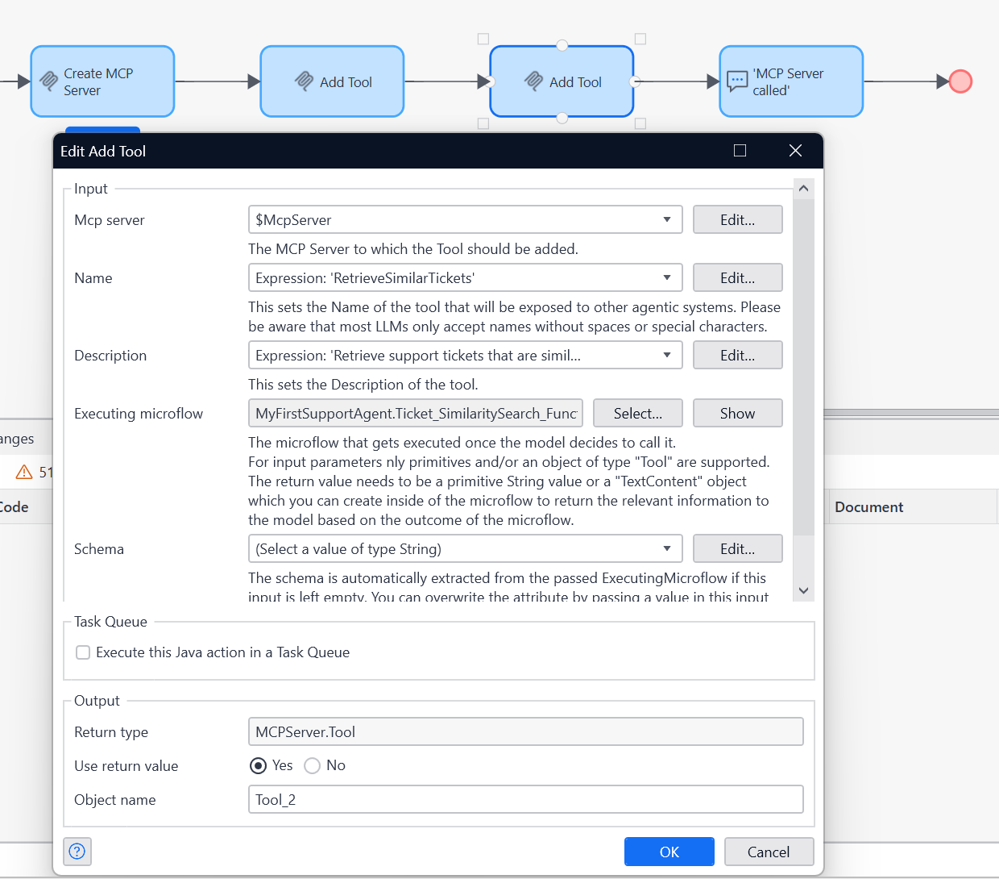 Create MCP
Server
Add Tool
Add Tool
'MCP Server
called'
Edit Add Tool
Input
Mcp server
$McpServer
Edit...
The MCP Server to which the Tool should be added.
Name
Expression: 'RetrieveSimilarTickets'
Edit...
This sets the Name of the tool that will be exposed to other agentic systems. Please
be aware that most LLMs only accept names without spaces or special characters.
Description
Expression: 'Retrieve support tickets that are simil...
Edit...
This sets the Description of the tool.
Executing microflow
MyFirstSupportAgent.Ticket_SimilaritySearch_Func
Select...
Show
The microflow that gets executed once the model decides to call it.
For input parameters nly primitives and/or an object of type "Tool" are supported.
The return value needs to be a primitive String value or a "TextContent" object
which you can create inside of the microflow to return the relevant information to
the model based on the outcome of the microflow.
Schema
(Select a value of type String)
Edit...
The schema is automatically extracted from the passed ExecutingMicroflow if this
input is left empty. You can overwrite the attribute by passing a value in this input
Task Queue
Execute this Java action in a Task Queue
Output
Return type
MCPServer.Tool
Use return value
Yes
No
Object name
Tool_2
OK
Cancel
anges
51
Code
Document